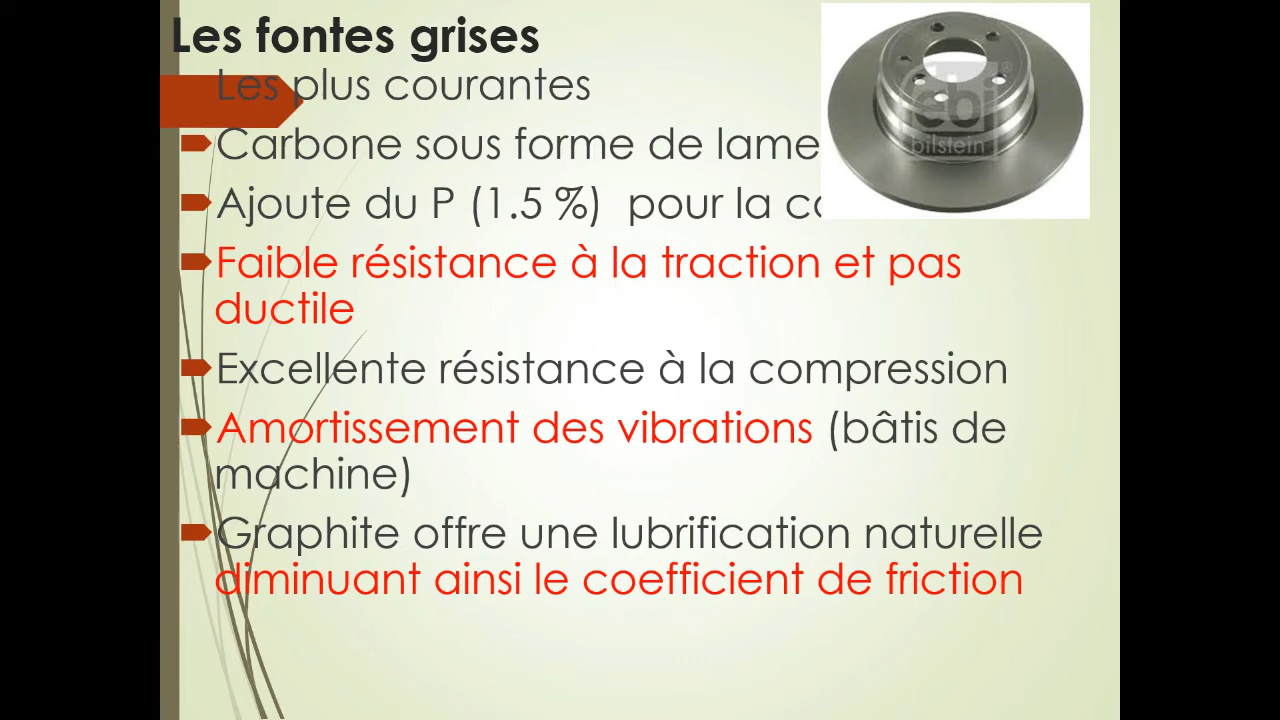 Les fontes grises
Les plus courantes
Carbone sous forme de lame
Ajoute du P (1.5 %) pour la
Faible résistance à la traction et pas
ductile
Excellente résistance à la compression
Amortissement des vibrations (bâtis de
machine)
Graphite offre une lubrification naturelle
diminuant ainsi le coefficient de friction
bilstein